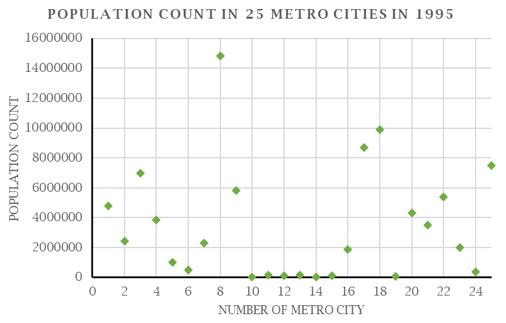 POPULATION COUNT IN 25 METRO CITIES IN 1995
16000000
14000000
12000000
10000000
8000000
6000000
4000000
2000000
0
POPULATION COUNT
0 2 4 6 8 10 12 14 16 18 20 22 24
NUMBER OF METRO CITY